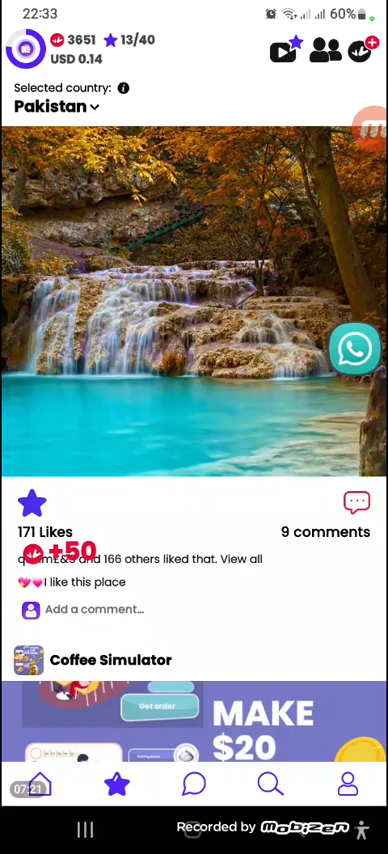 22:33
60%
3651 13/40
USD 0.14
Selected country:
Pakistan
171 Likes
9 comments
+50
and 166 others liked that. View all
💖💗I like this place
Add a comment...
Coffee Simulator
Get order
MAKE
$20
07:21
Recorded by MOBIZEN